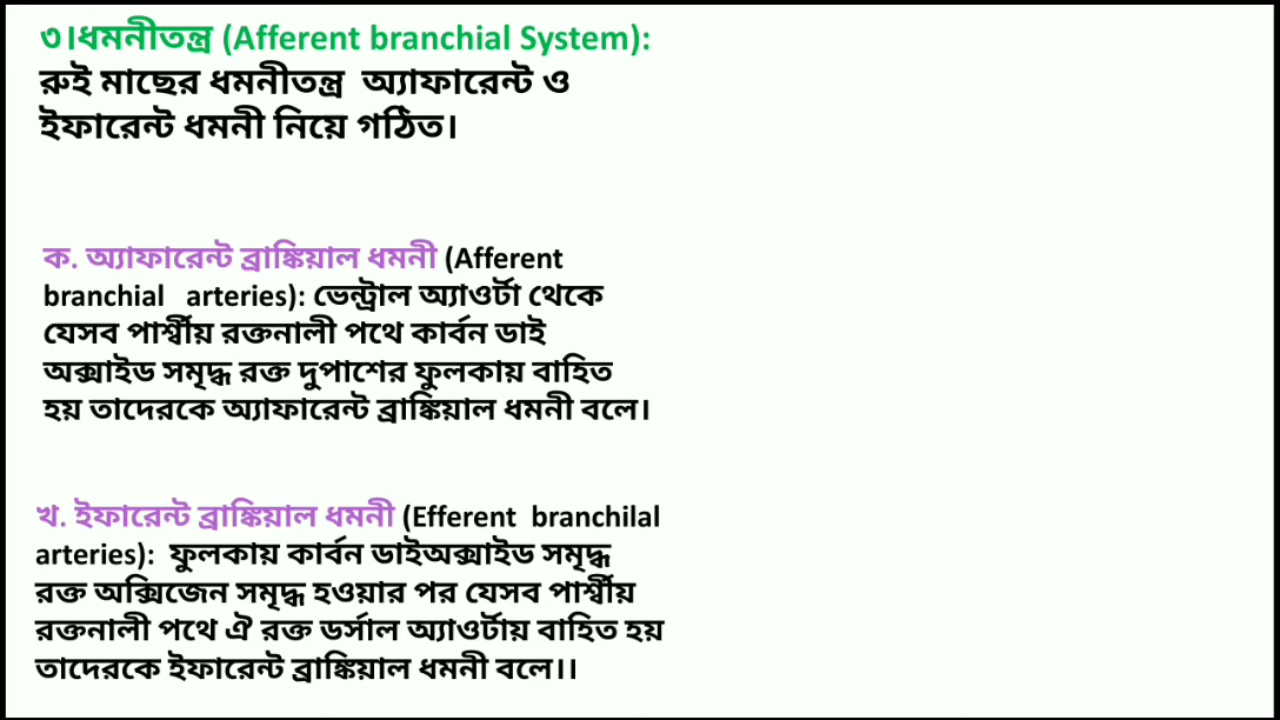 ৩।ধমনীতন্ত্র (Afferent branchial System):
রুই মাছের ধমনীতন্ত্র অ্যাফারেন্ট ও
ইফারেন্ট ধমনী নিয়ে গঠিত।
ক. অ্যাফারেন্ট ব্রাঙ্কিয়াল ধমনী (Afferent
branchial arteries): ভেন্ট্রাল অ্যাওর্টা থেকে
যেসব পার্শ্বীয় রক্তনালী পথে কার্বন ডাই
অক্সাইড সমৃদ্ধ রক্ত দুপাশের ফুলকায় বাহিত
হয় তাদেরকে অ্যাফারেন্ট ব্রাঙ্কিয়াল ধমনী বলে।
খ. ইফারেন্ট ব্রাঙ্কিয়াল ধমনী (Efferent branchilal
arteries): ফুলকায় কার্বন ডাইঅক্সাইড সমৃদ্ধ
রক্ত অক্সিজেন সমৃদ্ধ হওয়ার পর যেসব পার্শ্বীয়
রক্তনালী পথে ঐ রক্ত ডর্সাল অ্যাওর্টায় বাহিত হয়
তাদেরকে ইফারেন্ট ব্রাঙ্কিয়াল ধমনী বলে।।